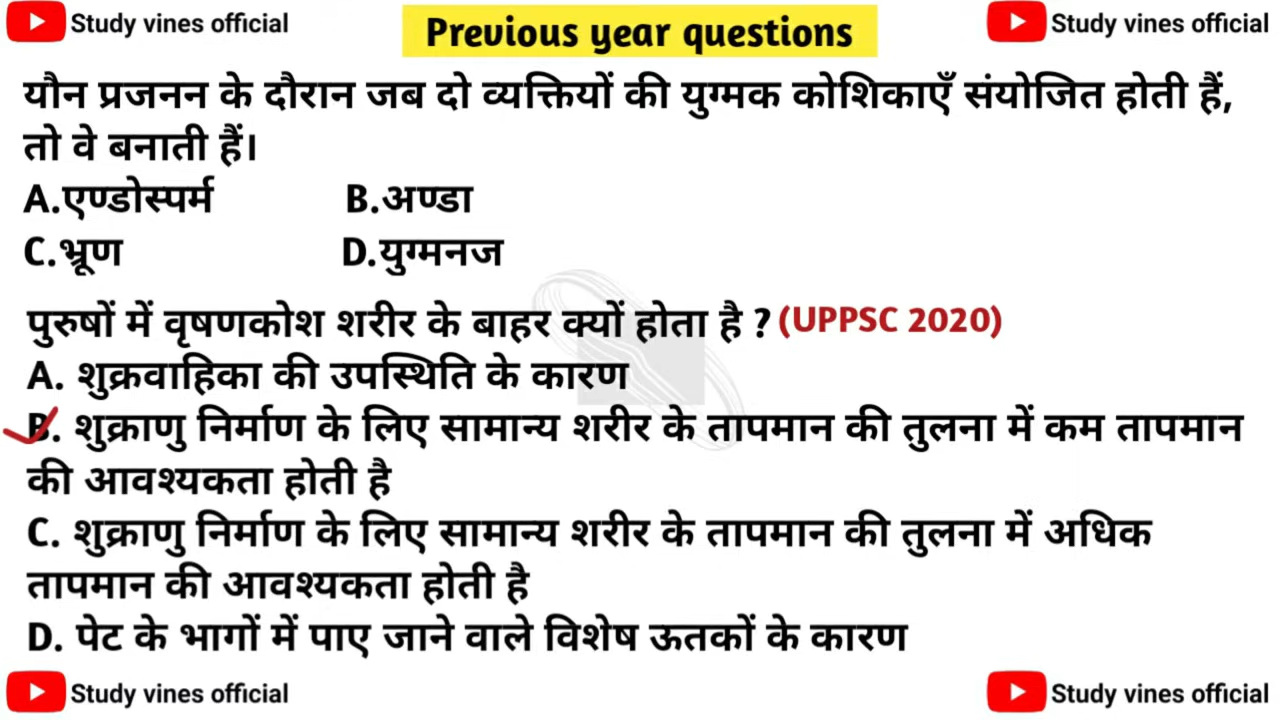 Study vines official
Previous year questions
Study vines official
यौन प्रजनन के दौरान जब दो व्यक्तियों की युग्मक कोशिकाएँ संयोजित होती हैं,
तो वे बनाती हैं।
A.एण्डोस्पर्म B.अण्डा
C.भ्रूण D.युग्मनज
पुरुषों में वृषणकोश शरीर के बाहर क्यों होता है ? (UPPSC 2020)
A. शुक्रवाहिका की उपस्थिति के कारण
B. शुक्राणु निर्माण के लिए सामान्य शरीर के तापमान की तुलना में कम तापमान
की आवश्यकता होती है
C. शुक्राणु निर्माण के लिए सामान्य शरीर के तापमान की तुलना में अधिक
तापमान की आवश्यकता होती है
D. पेट के भागों में पाए जाने वाले विशेष ऊतकों के कारण
Study vines official
Study vines official